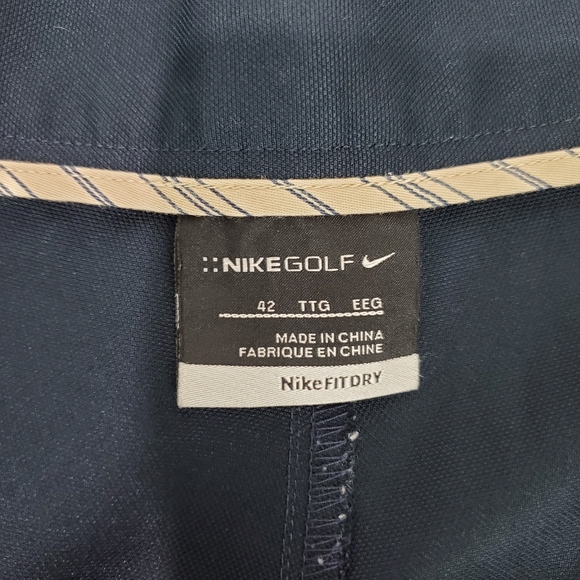 ::NIKEGOLF
42 TTG EEG
MADE IN CHINA
FABRIQUE EN CHINE
NikeFITDRY